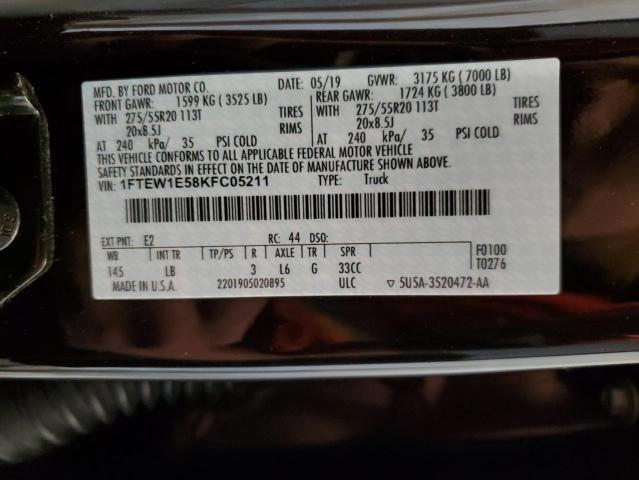 MFD. BY FORD MOTOR CO. DATE: 05/19 GVWR: 3175 KG (7000 LB)
FRONT GAWR: 1599 KG (3525 LB) REAR GAWR: 1724 KG (3800 LB)
WITH 275/55R20 113T TIRES WITH 275/55R20 113T TIRES
20x8.5J RIMS 20x8.5J RIMS
AT 240 kPa/ 35 PSI COLD AT 240 kPa/ 35 PSI COLD
THIS VEHICLE CONFORMS TO ALL APPLICABLE FEDERAL MOTOR VEHICLE
SAFETY STANDARDS IN EFFECT ON THE DATE OF MANUFACTURE SHOWN ABOVE.
VIN: 1FTEW1E58KFC05211 TYPE: Truck
EXT PNT: E2 RC: 44 DSO: F0100
WB INT TR TP/PS R AXLE TR SPR T0276
145 LB 3 L6 G 33CC
MADE IN U.S.A. 2201905020895 ULC ▽ 5U5A-3520472-AA